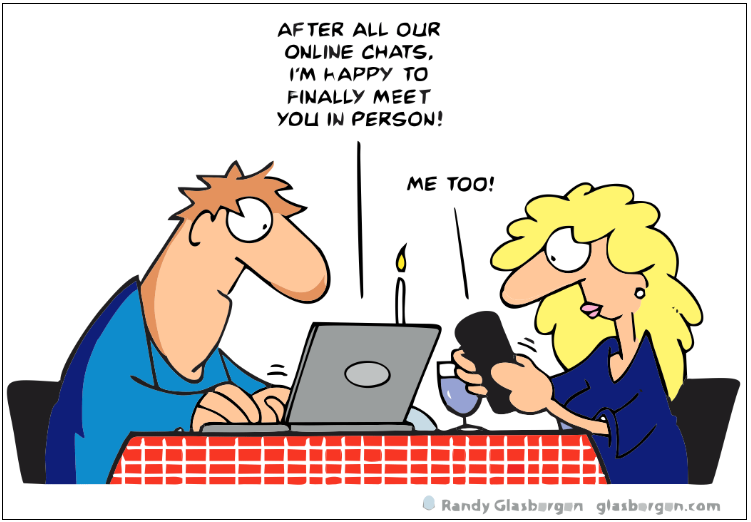 AFTER ALL OUR
ONLINE CHATS,
I'M HAPPY TO
FINALLY MEET
YOU IN PERSON!
ME TOO!
© Randy Glasbergen glasbergen.com